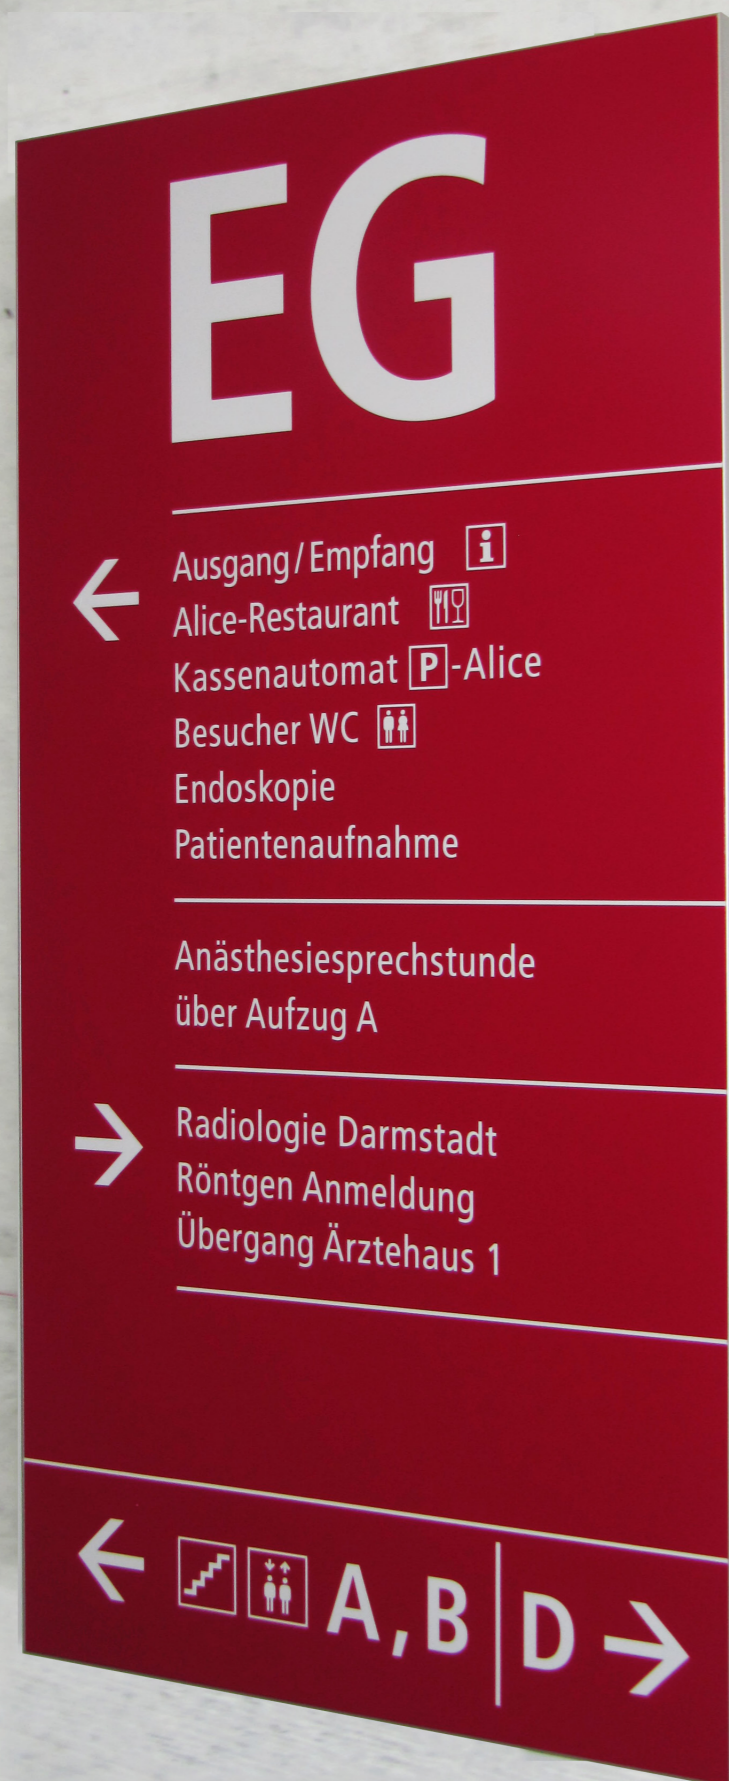 EG
Ausgang/Empfang i
Alice-Restaurant
Kassenautomat P-Alice
Besucher WC
Endoskopie
Patientenaufnahme
Anästhesiesprechstunde
über Aufzug A
Radiologie Darmstadt
Röntgen Anmeldung
Übergang Ärztehaus 1
A, B D